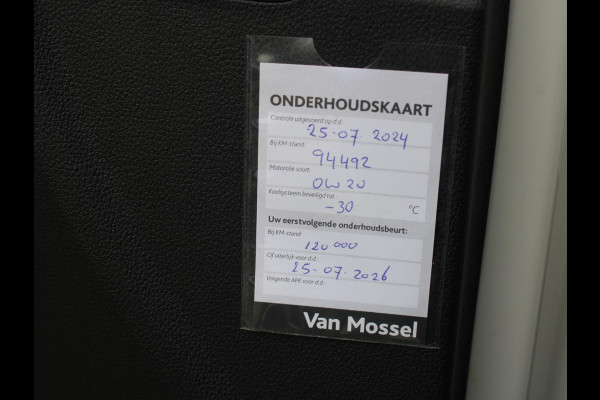 ONDERHOUDSKAART
Controle uitgevoerd op d.d.:
25-07-2024
Bij KM-stand:
94492
Motorolie soort:
0W20
Koelsysteem beveiligd tot:
-30 °C
Uw eerstvolgende onderhoudsbeurt:
Bij KM-stand:
120 000
Of uiterlijk voor d.d.:
25-07-2026
Volgende APK voor d.d.:
Van Mossel